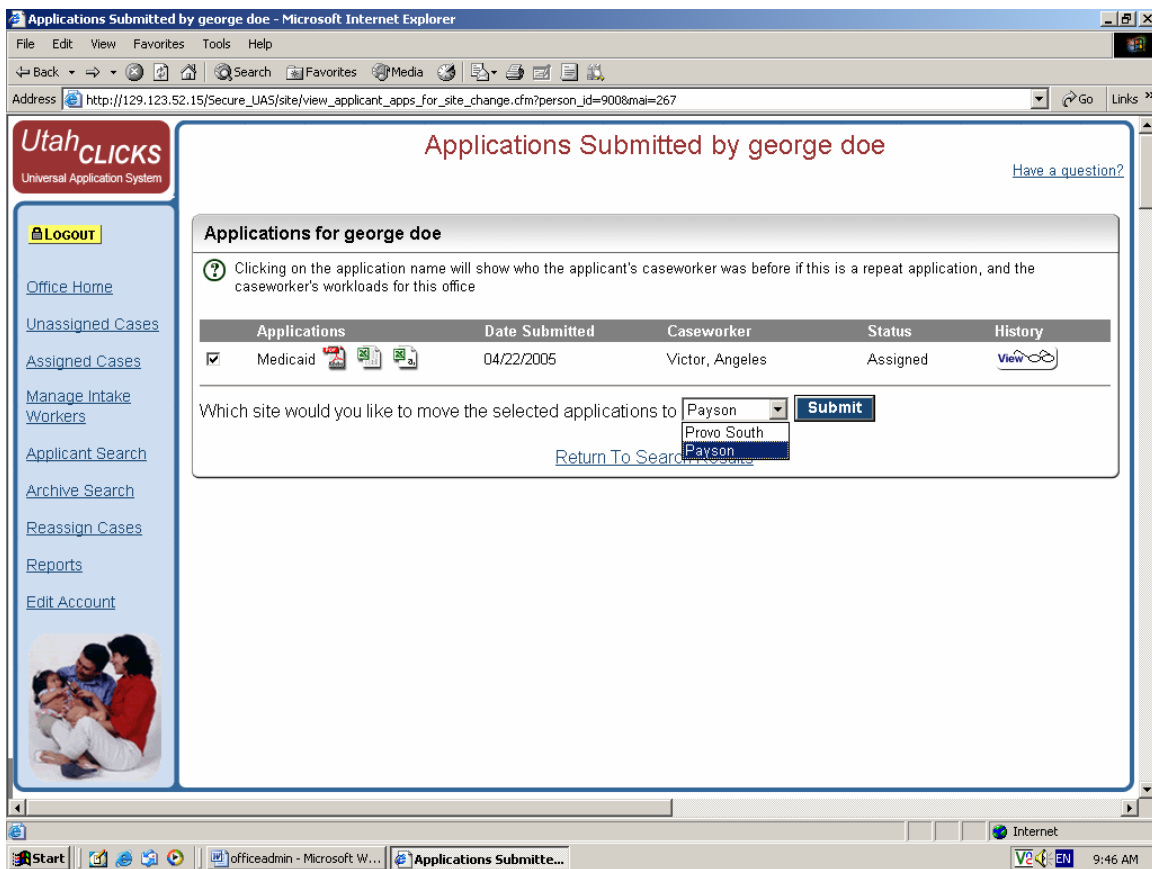 Applications Submitted by george doe - Microsoft Internet Explorer
File Edit View Favorites Tools Help
Back Search Favorites Media
Address http://129.123.52.15/Secure_UAS/site/view_applicant_apps_for_site_change.cfm?person_id=900&mai=267 Go Links »
Utah CLICKS
Universal Application System
Applications Submitted by george doe
Have a question?
LOGOUT
Office Home
Unassigned Cases
Assigned Cases
Manage Intake
Workers
Applicant Search
Archive Search
Reassign Cases
Reports
Edit Account
Applications for george doe
? Clicking on the application name will show who the applicant's caseworker was before if this is a repeat application, and the
caseworker's workloads for this office
Applications Date Submitted Caseworker Status History
Medicaid 04/22/2005 Victor, Angeles Assigned View
Which site would you like to move the selected applications to Payson Submit
Provo South
Payson
Return To Search Results
Internet
Start officeadmin - Microsoft W... Applications Submitte... EN 9:46 AM